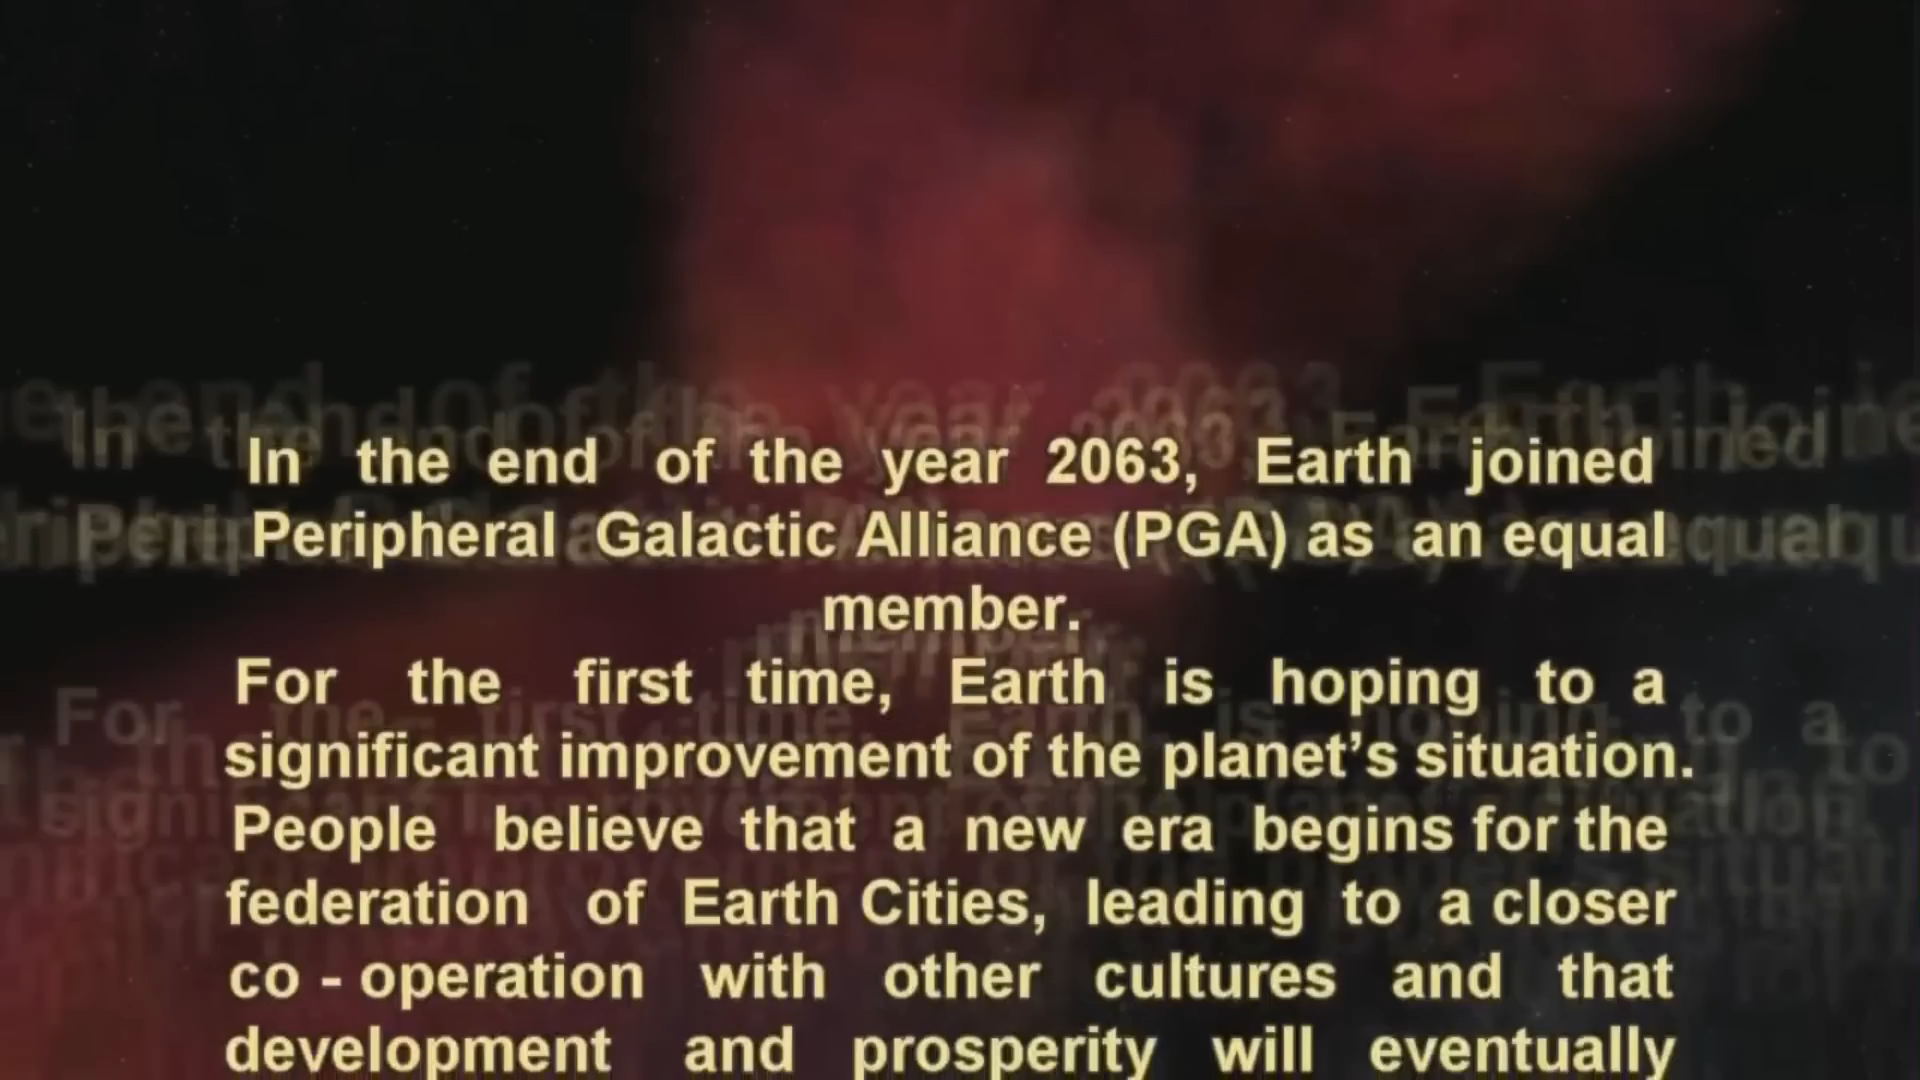 In the end of the year 2063, Earth joined
Peripheral Galactic Alliance (PGA) as an equal
member.
For the first time, Earth is hoping to a
significant improvement of the planet’s situation.
People believe that a new era begins for the
federation of Earth Cities, leading to a closer
co - operation with other cultures and that
development and prosperity will eventually